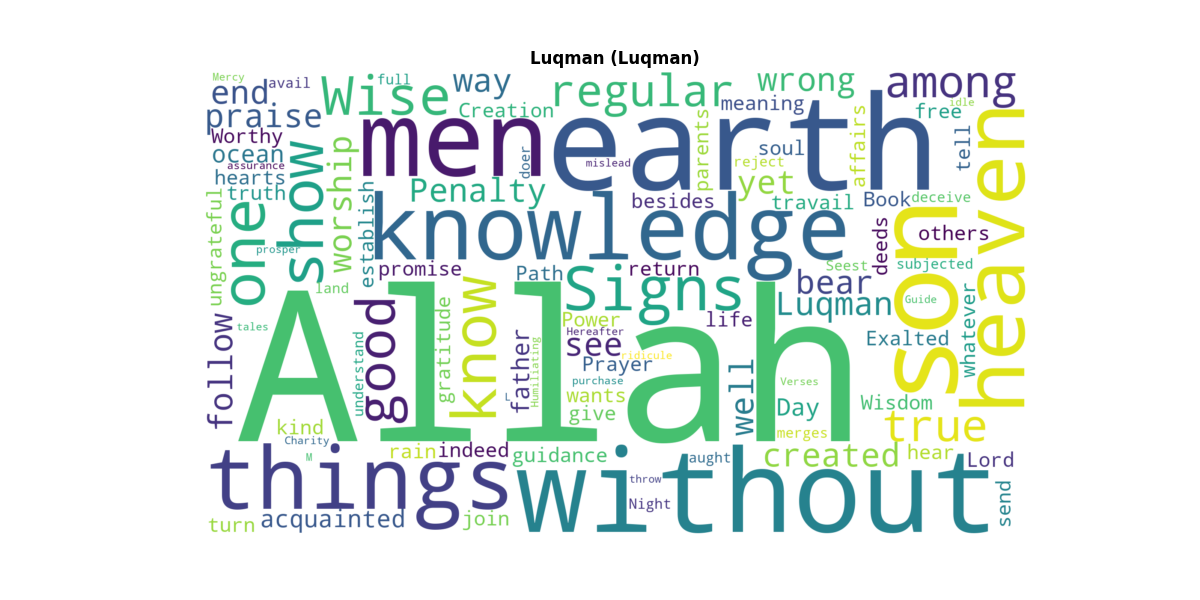 Luqman (Luqman)
Mercy
avail
full
way
regular
wrong
among
end
Wise
Creation
meaning
free
idle
praise
men
earth
parents
affairs
tell
heaven
Worthy
ocean
assurance
hearts
truth
show
worship
establish
doer
mislead
soul
reject
yet
ungrateful
one
Penalty
besides
travail
Book
deceive
knowledge
son
deeds
others
prosper
promise
Path
Signs
return
bear
Seest
subjected
land
Allah
good
know
gratitude
understand
Luqman
Guide
whatever
tales
follow
father
Humiliating
Power
Hereafter
see
life
ridicule
Prayer
Exalted
purchase
wants
L
give
well
Verses
Day
Wisdom
kind
Charity
M
merges
true
things
rain
indeed
guidance
without
aught
created
hear
Lord
throw
Night
send
turn
acquainted
join